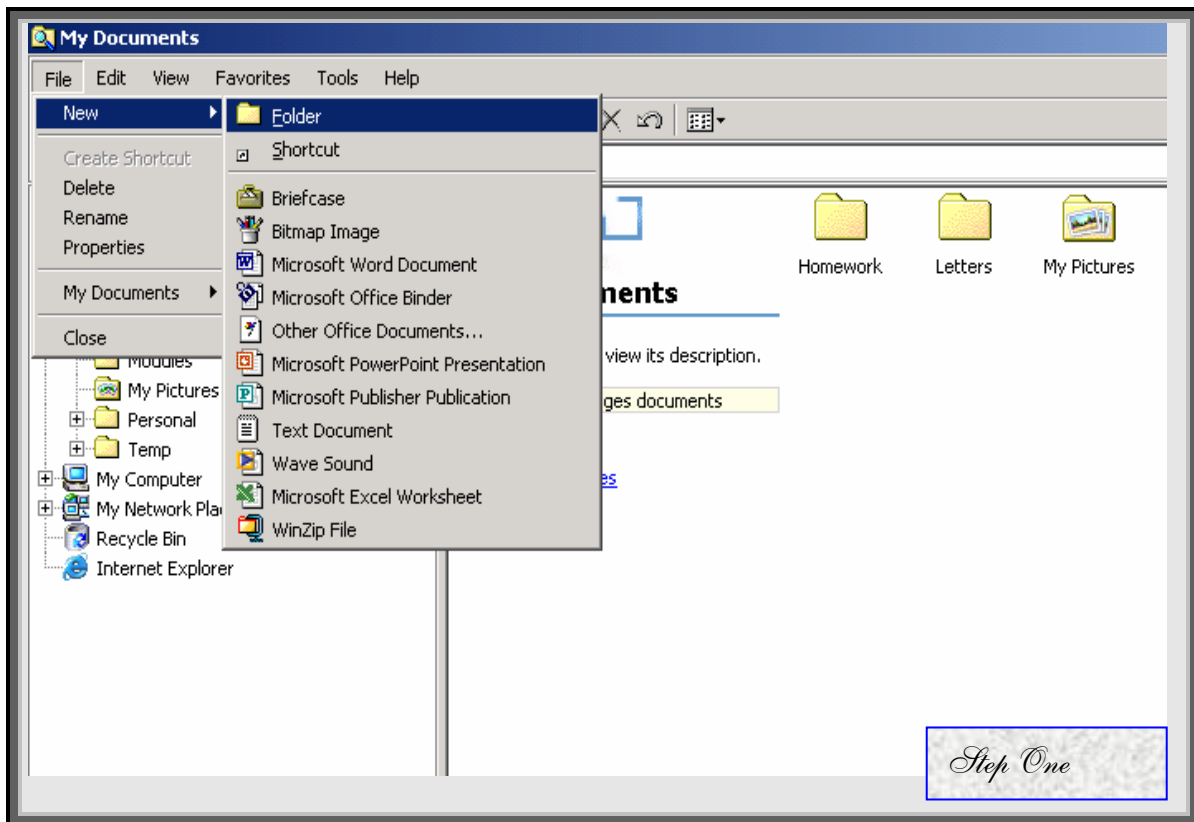 My Documents
File Edit View Favorites Tools Help
New
Create Shortcut
Delete
Rename
Properties
My Documents
Close
Folder
Shortcut
Briefcase
Bitmap Image
Microsoft Word Document
Microsoft Office Binder
Other Office Documents...
Microsoft PowerPoint Presentation
Microsoft Publisher Publication
Text Document
Wave Sound
Microsoft Excel Worksheet
WinZip File
Modules
My Pictures
Personal
Temp
My Computer
My Network Pla
Recycle Bin
Internet Explorer
ments
view its description.
ges documents
es
Homework Letters My Pictures
Step One